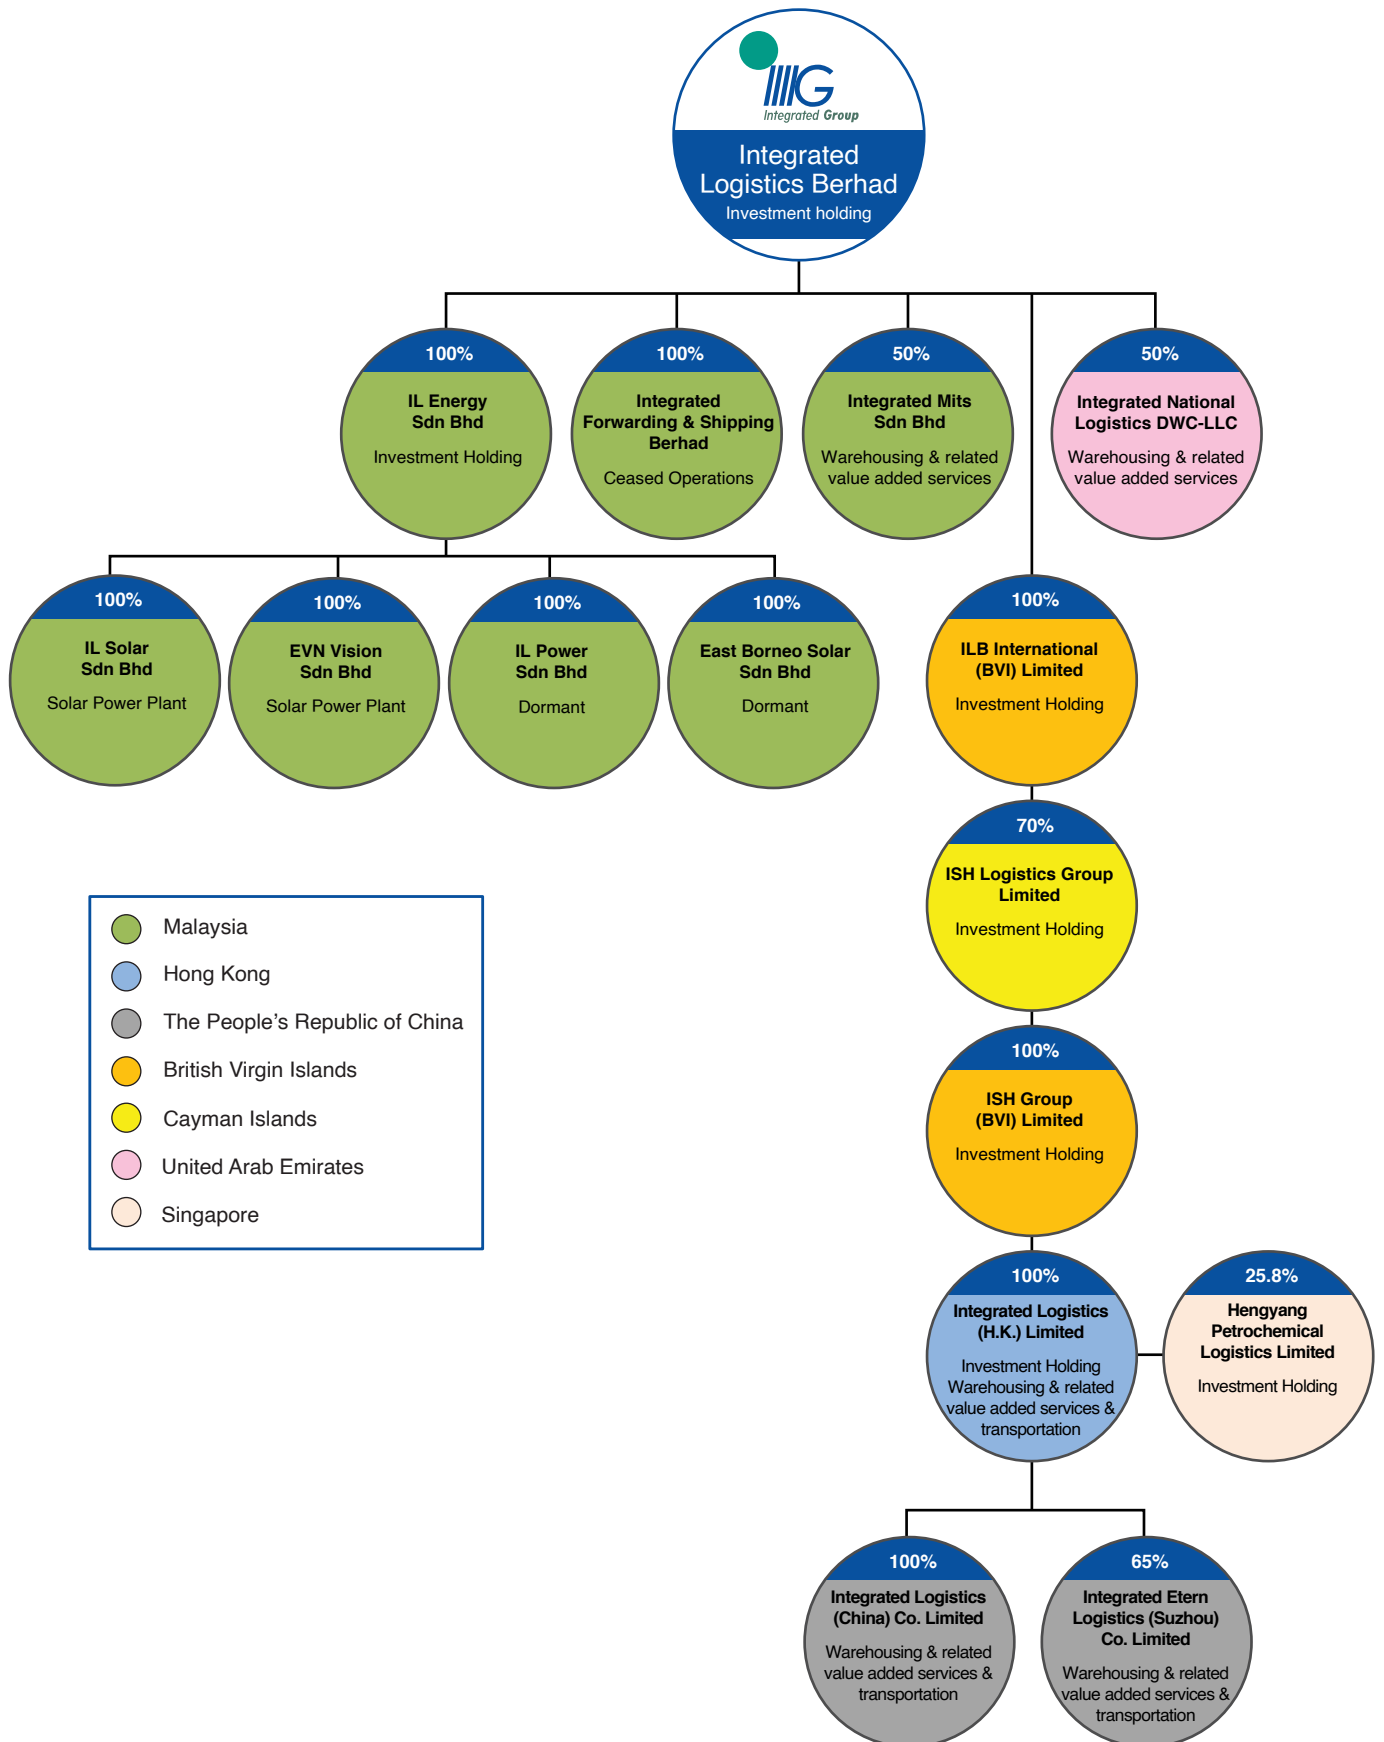 Integrated Group
Integrated
Logistics Berhad
Investment holding
100%
IL Energy
Sdn Bhd
Investment Holding
100%
Integrated
Forwarding & Shipping
Berhad
Ceased Operations
50%
Integrated Mits
Sdn Bhd
Warehousing & related
value added services
50%
Integrated National
Logistics DWC-LLC
Warehousing & related
value added services
100%
IL Solar
Sdn Bhd
Solar Power Plant
100%
EVN Vision
Sdn Bhd
Solar Power Plant
100%
IL Power
Sdn Bhd
Dormant
100%
East Borneo Solar
Sdn Bhd
Dormant
100%
ILB International
(BVI) Limited
Investment Holding
70%
ISH Logistics Group
Limited
Investment Holding
Malaysia
Hong Kong
The People’s Republic of China
British Virgin Islands
Cayman Islands
United Arab Emirates
Singapore
100%
ISH Group
(BVI) Limited
Investment Holding
100%
Integrated Logistics
(H.K.) Limited
Investment Holding
Warehousing & related
value added services &
transportation
25.8%
Hengyang
Petrochemical
Logistics Limited
Investment Holding
100%
Integrated Logistics
(China) Co. Limited
Warehousing & related
value added services &
transportation
65%
Integrated Etern
Logistics (Suzhou)
Co. Limited
Warehousing & related
value added services &
transportation